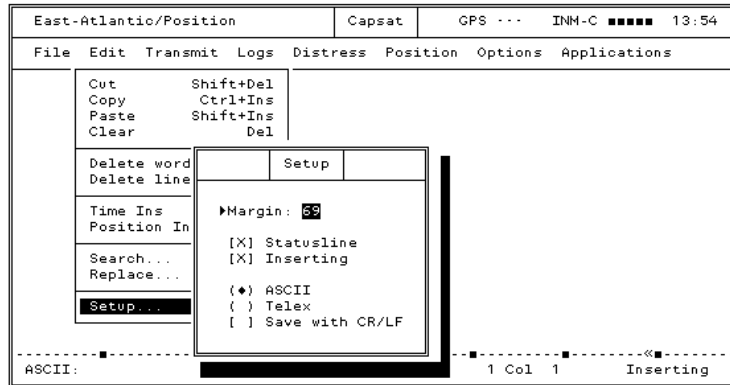 East-Atlantic/Position Capsat GPS --- INM-C 13:54
File Edit Transmit Logs Distress Position Options Applications
Cut Shift+Del
Copy Ctrl+Ins
Paste Shift+Ins
Clear Del
Delete word
Delete line
Time Ins
Position In
Search...
Replace...
Setup...
Setup
Margin: 69
[X] Statusline
[X] Inserting
(♦) ASCII
( ) Telex
[ ] Save with CR/LF
ASCII: 1 Col 1 Inserting